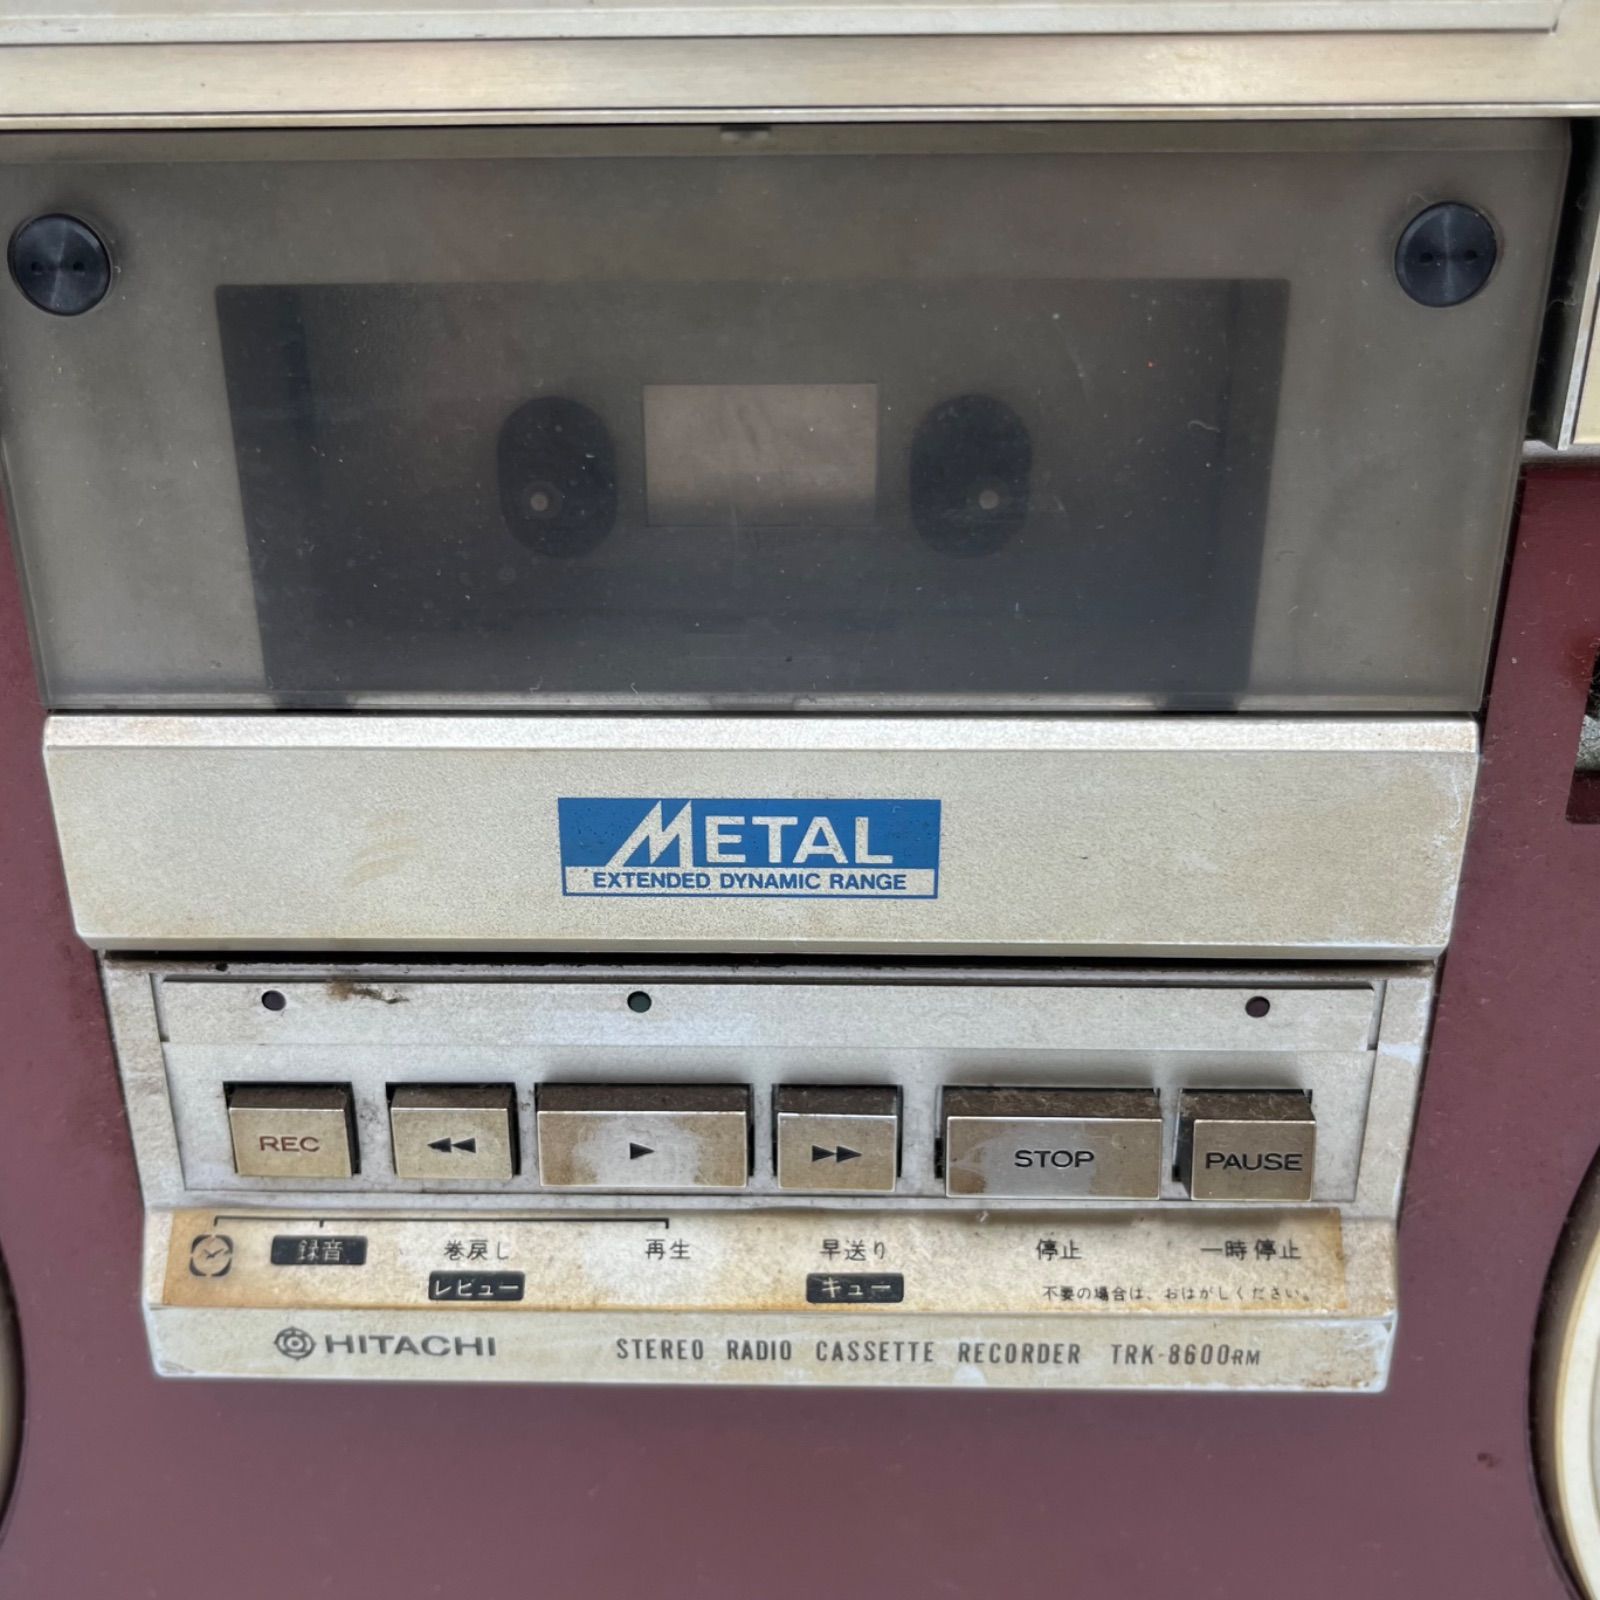 METAL
EXTENDED DYNAMIC RANGE
REC STOP PAUSE
録音 巻戻し 再生 早送り 停止 一時停止
レビュー キュー 不要の場合は、おはがしください。
HITACHI STEREO RADIO CASSETTE RECORDER TRK-8600RM